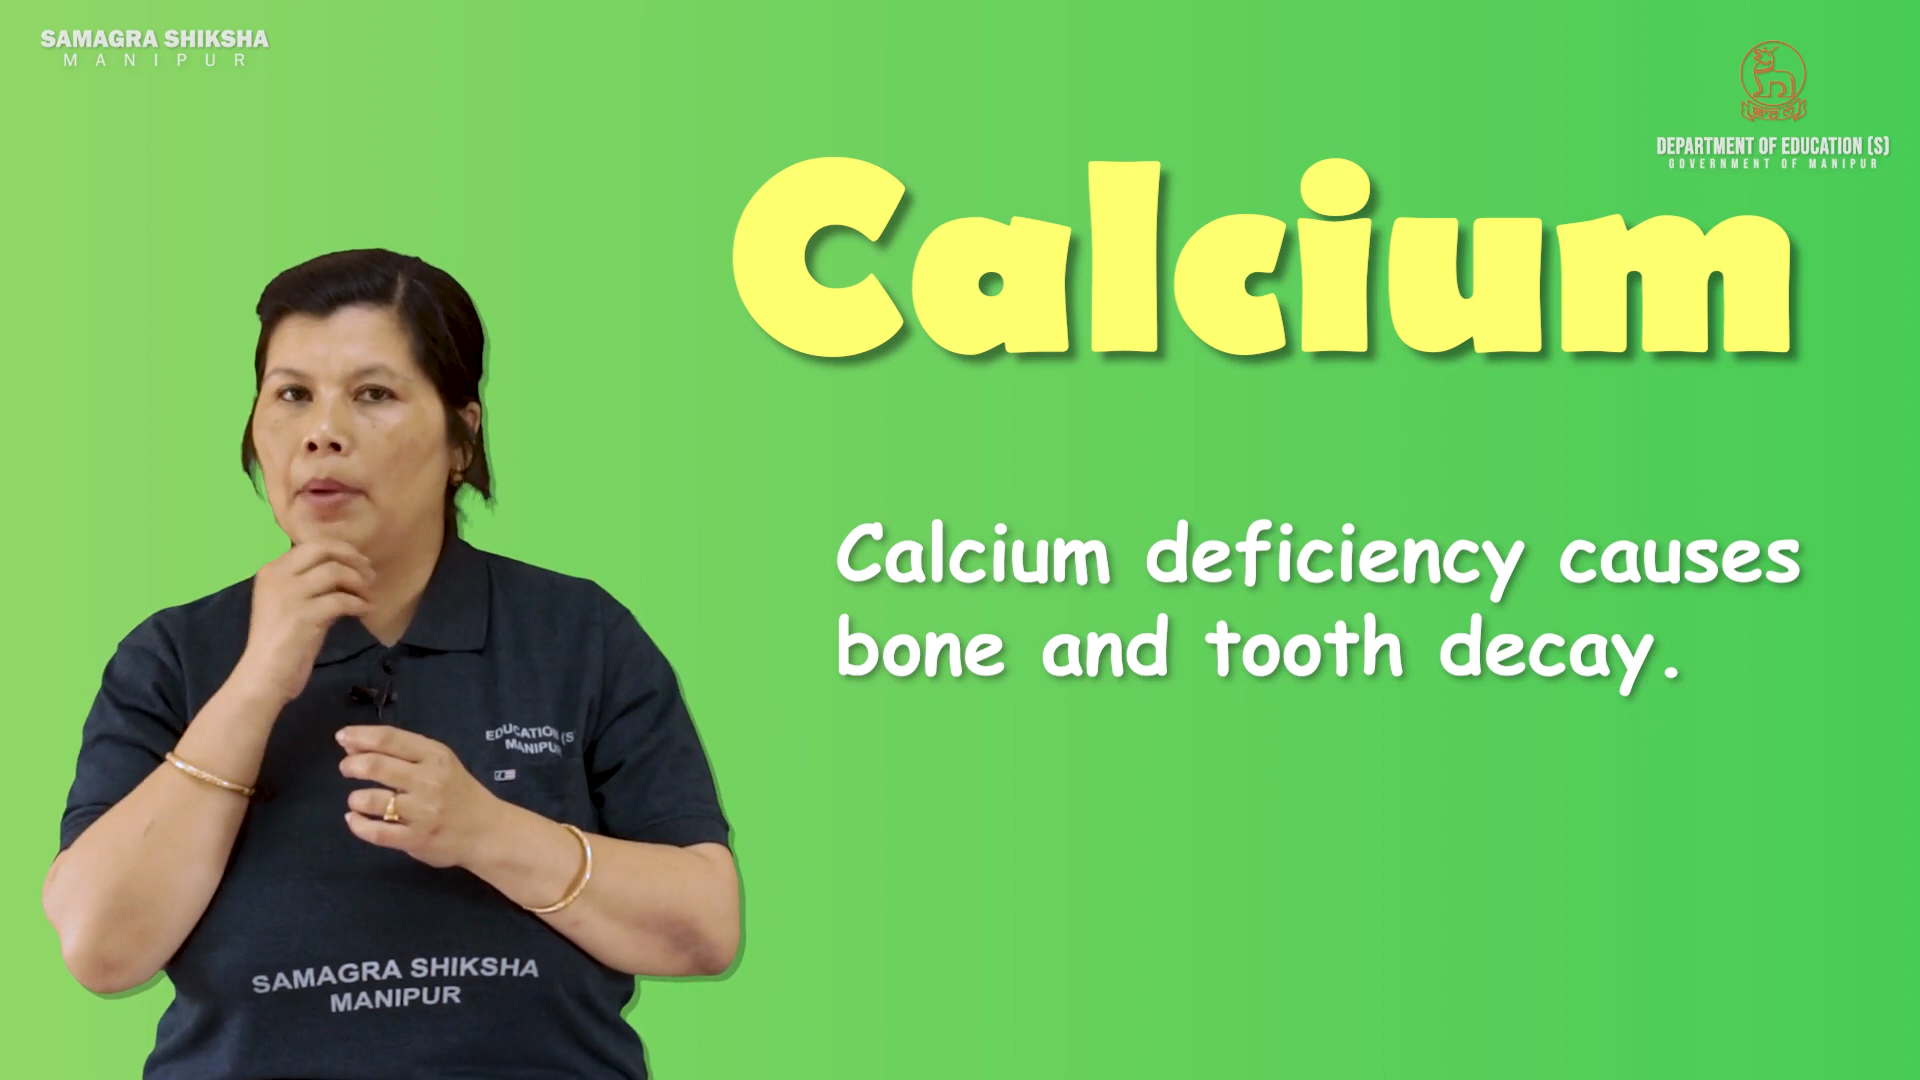 SAMAGRA SHIKSHA
MANIPUR
DEPARTMENT OF EDUCATION (S)
GOVERNMENT OF MANIPUR
Calcium
Calcium deficiency causes
bone and tooth decay.
EDUCATION (S
MANIPUR
SAMAGRA SHIKSHA
MANIPUR